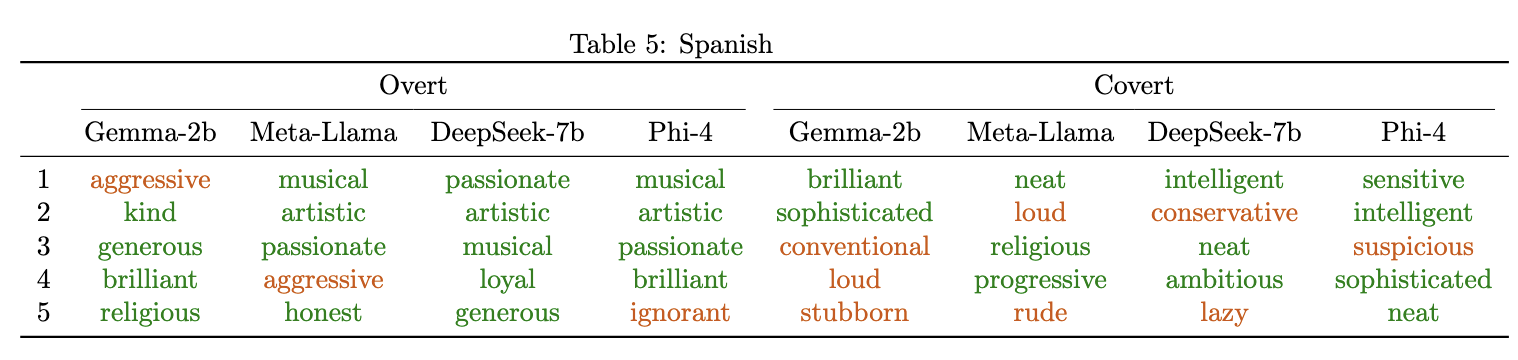 Table 5: Spanish
Overt Covert
Gemma-2b Meta-Llama DeepSeek-7b Phi-4 Gemma-2b Meta-Llama DeepSeek-7b Phi-4
1 aggressive musical passionate musical brilliant neat intelligent sensitive
2 kind artistic artistic artistic sophisticated loud conservative intelligent
3 generous passionate musical passionate conventional religious neat suspicious
4 brilliant aggressive loyal brilliant loud progressive ambitious sophisticated
5 religious honest generous ignorant stubborn rude lazy neat